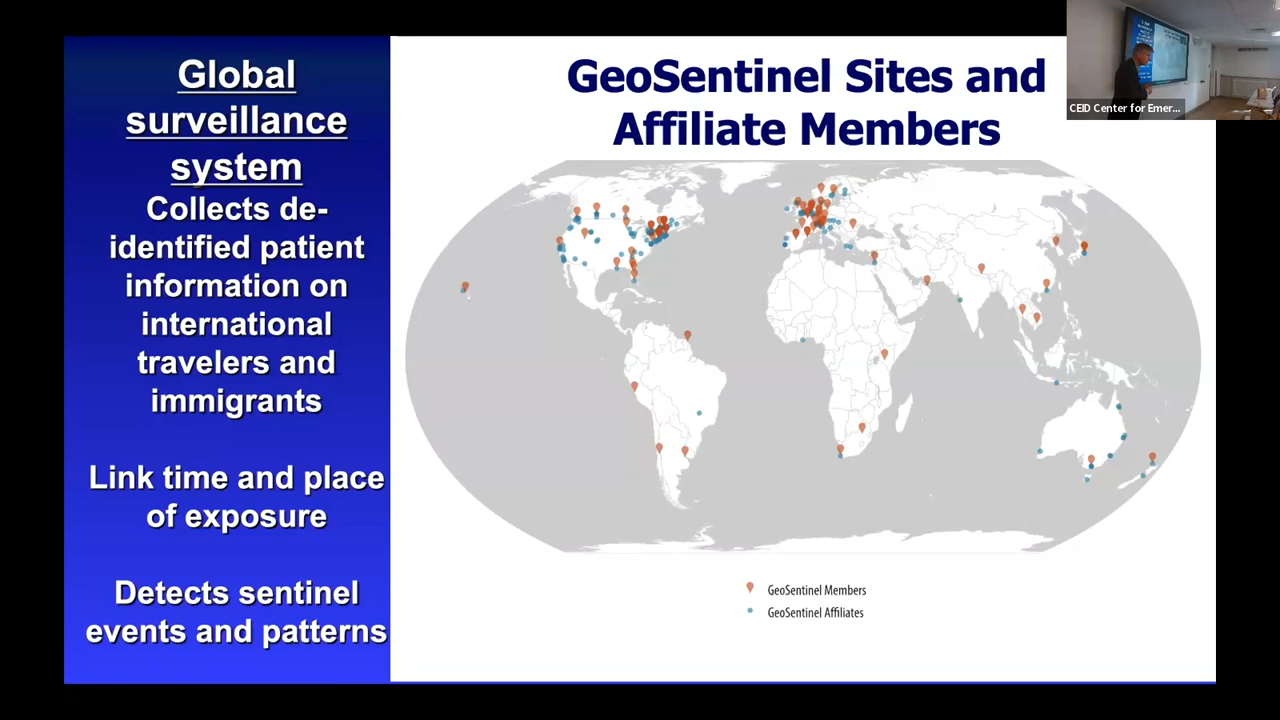 Global
surveillance
system
Collects de-
identified patient
information on
international
travelers and
immigrants
Link time and place
of exposure
Detects sentinel
events and patterns
GeoSentinel Sites and
Affiliate Members
GeoSentinel Members
GeoSentinel Affiliates
CEID Center for Emer...